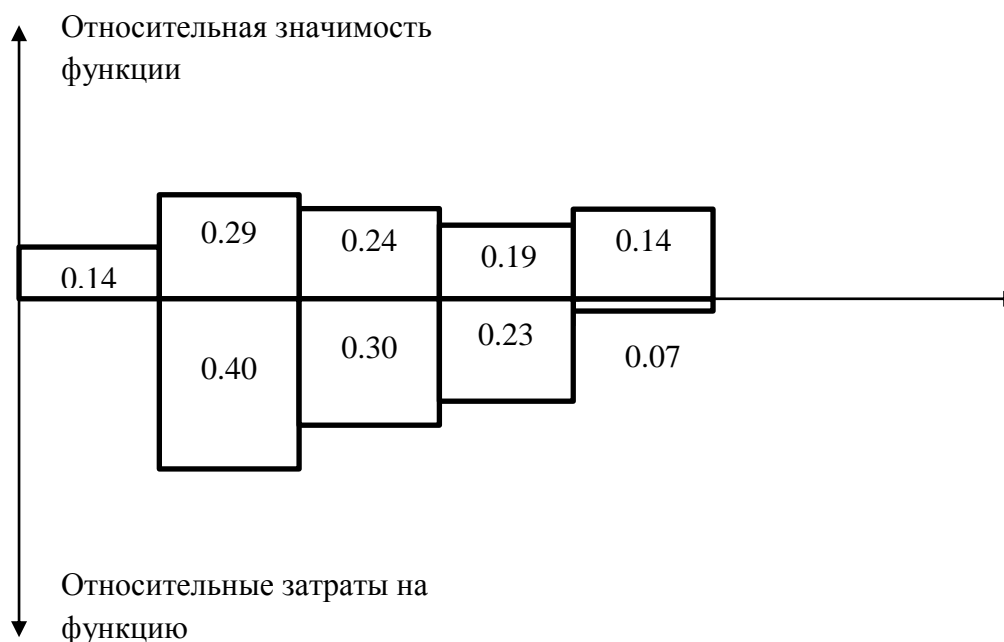 Относительная значимость
функции
0.29
0.24
0.19
0.14
0.14
0.40
0.30
0.23
0.07
Относительные затраты на
функцию